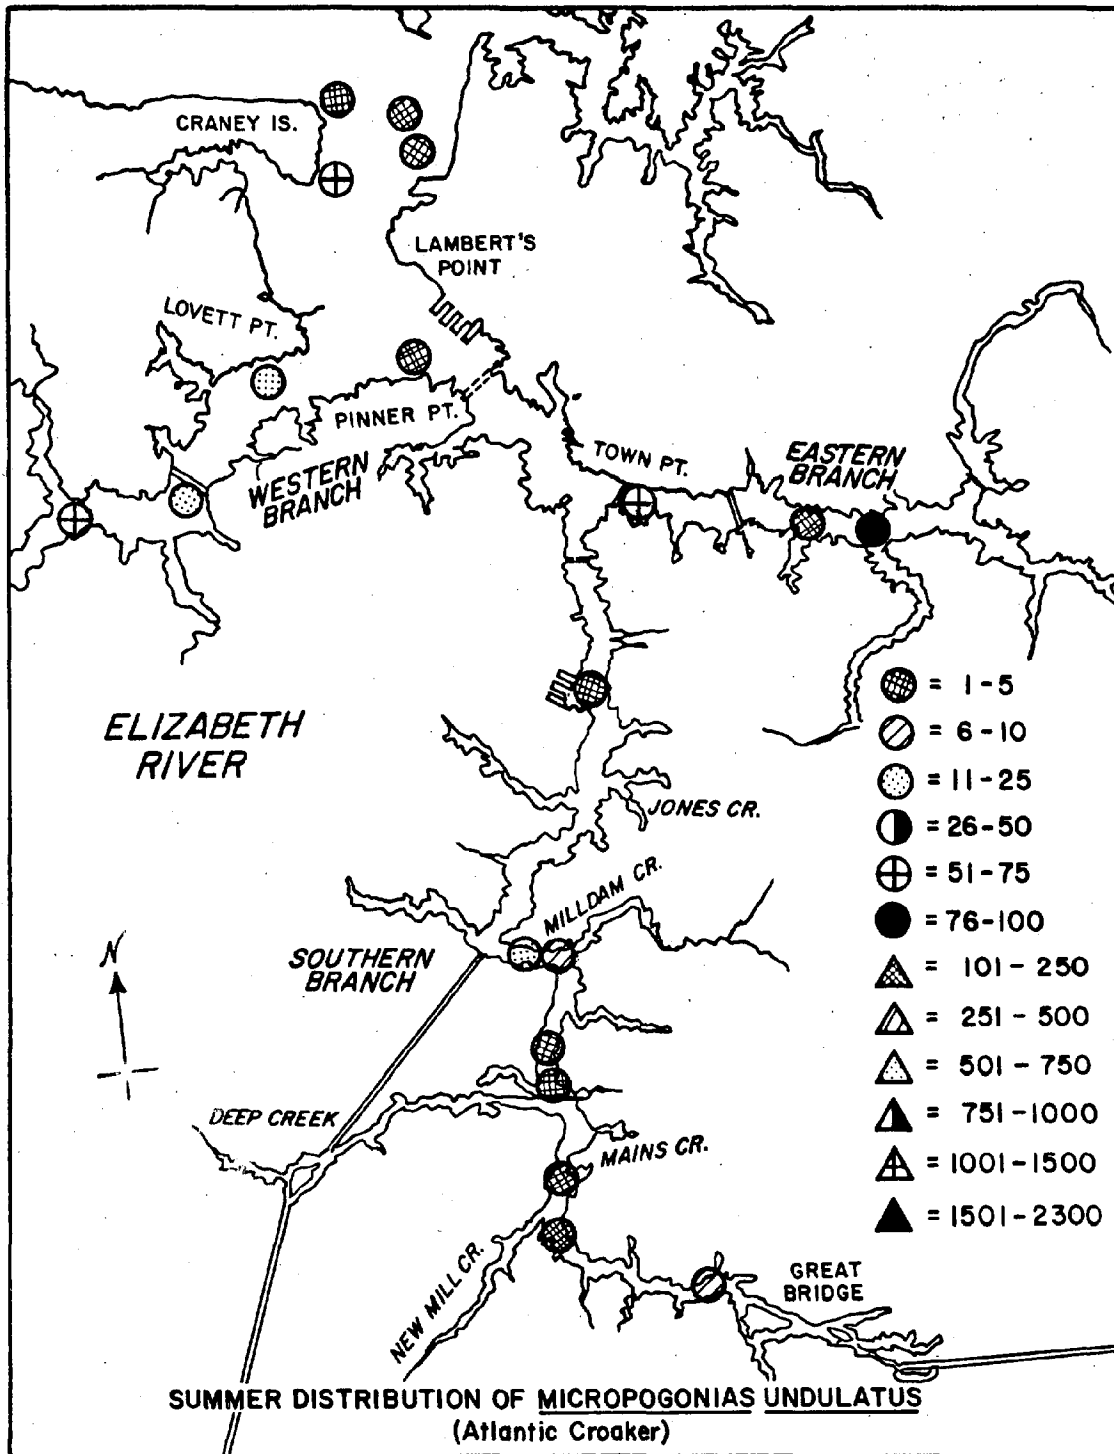 CRANEY IS.
LAMBERT'S
POINT
LOVETT PT.
PINNER PT.
WESTERN
BRANCH
TOWN PT.
EASTERN
BRANCH
ELIZABETH
RIVER
JONES CR.
MILLDAM CR.
SOUTHERN
BRANCH
N
DEEP CREEK
MAINS CR.
NEW MILL CR.
GREAT
BRIDGE
= 1-5
= 6-10
= 11-25
= 26-50
= 51-75
= 76-100
= 101-250
= 251-500
= 501-750
= 751-1000
= 1001-1500
= 1501-2300
SUMMER DISTRIBUTION OF MICROPOGONIAS UNDULATUS
(Atlantic Croaker)